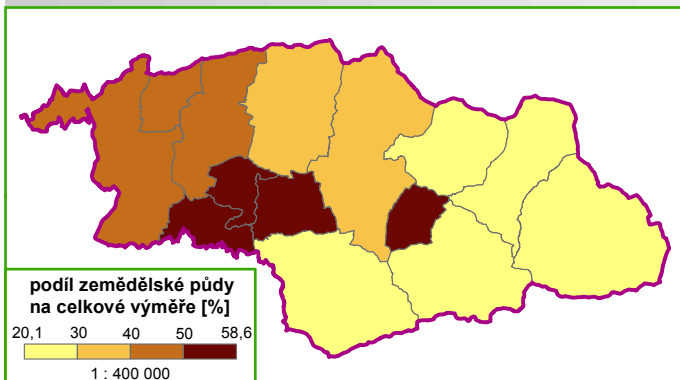 podíl zemědělské půdy
na celkové výměře [%]
20,1 30 40 50 58,6
1 : 400 000